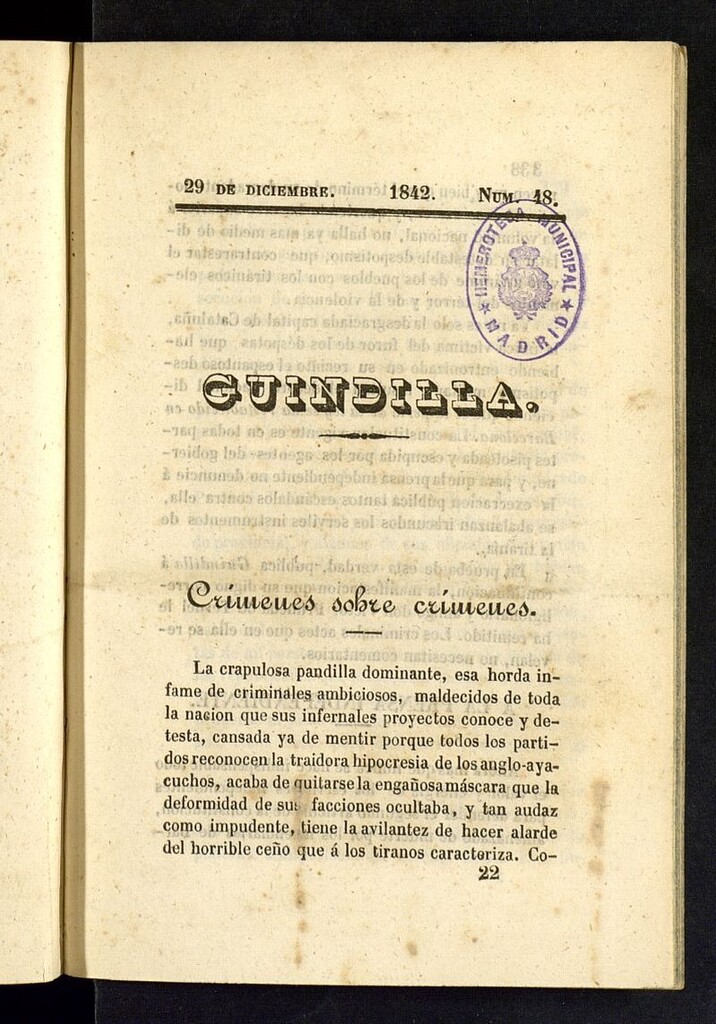 29 DE DICIEMBRE. 1842. NUM. 18.
HEMEROTECA MUNICIPAL
★ MADRID ★
GUINDILLA.
Crímenes sobre crímenes.
La crapulosa pandilla dominante, esa horda in-
fame de criminales ambiciosos, maldecidos de toda
la nacion que sus infernales proyectos conoce y de-
testa, cansada ya de mentir porque todos los parti-
dos reconocen la traidora hipocresia de los anglo-aya-
cuchos, acaba de quitarse la engañosa máscara que la
deformidad de sus facciones ocultaba, y tan audaz
como impudente, tiene la avilantez de hacer alarde
del horrible ceño que á los tiranos caracteriza. Co-
22